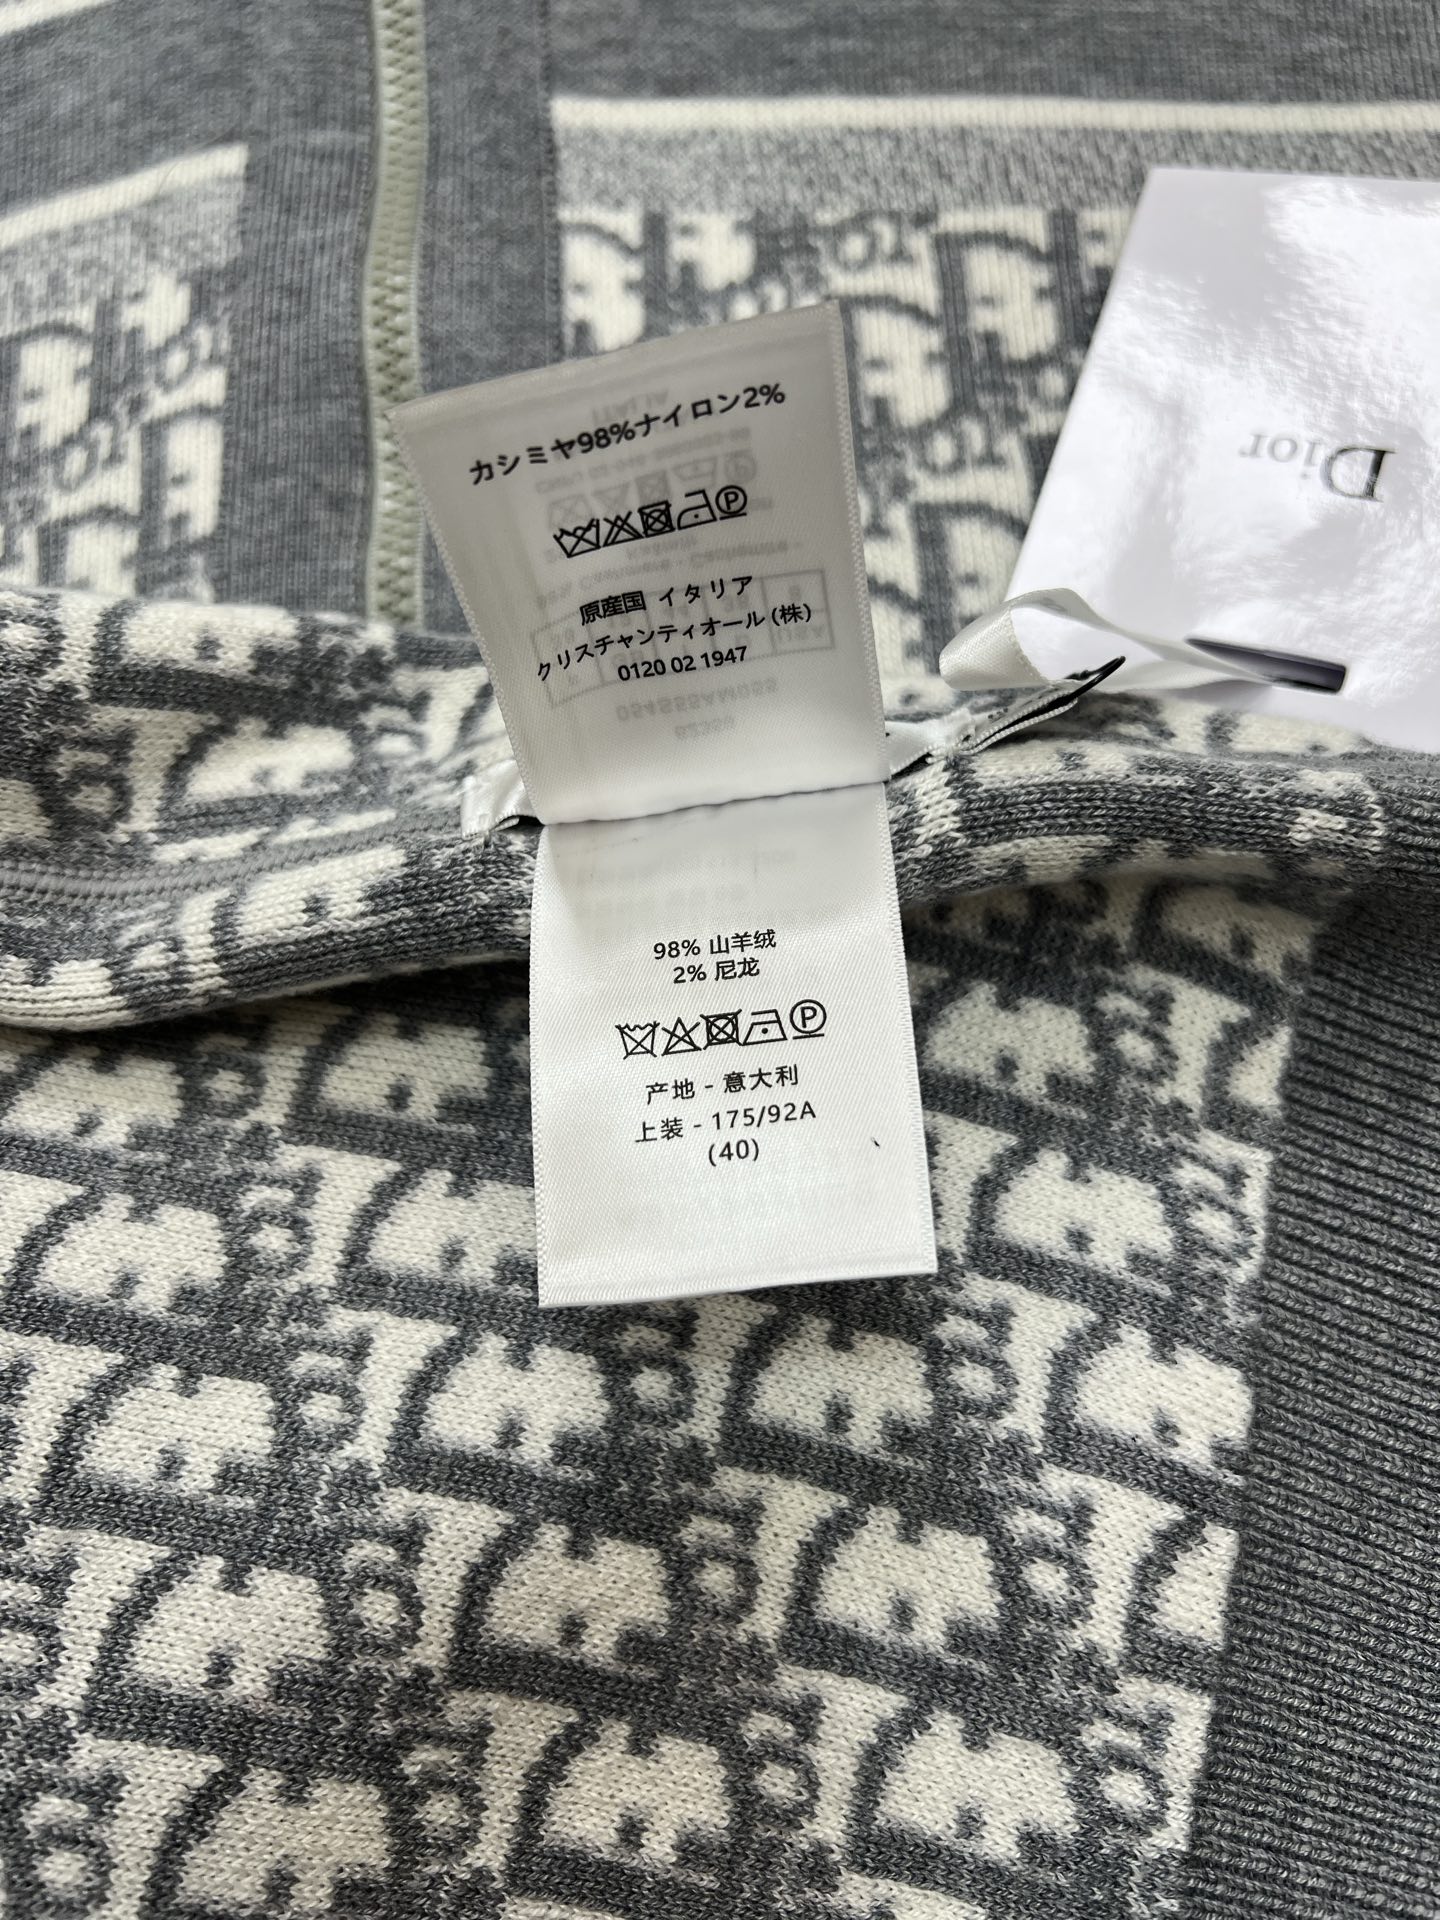 カシミヤ98%ナイロン2%
原産国 イタリア
クリスチャンディオール(株)
0120 02 1947
98% 山羊绒
2% 尼龙
产地 - 意大利
上装 - 175/92A
(40)
Dior